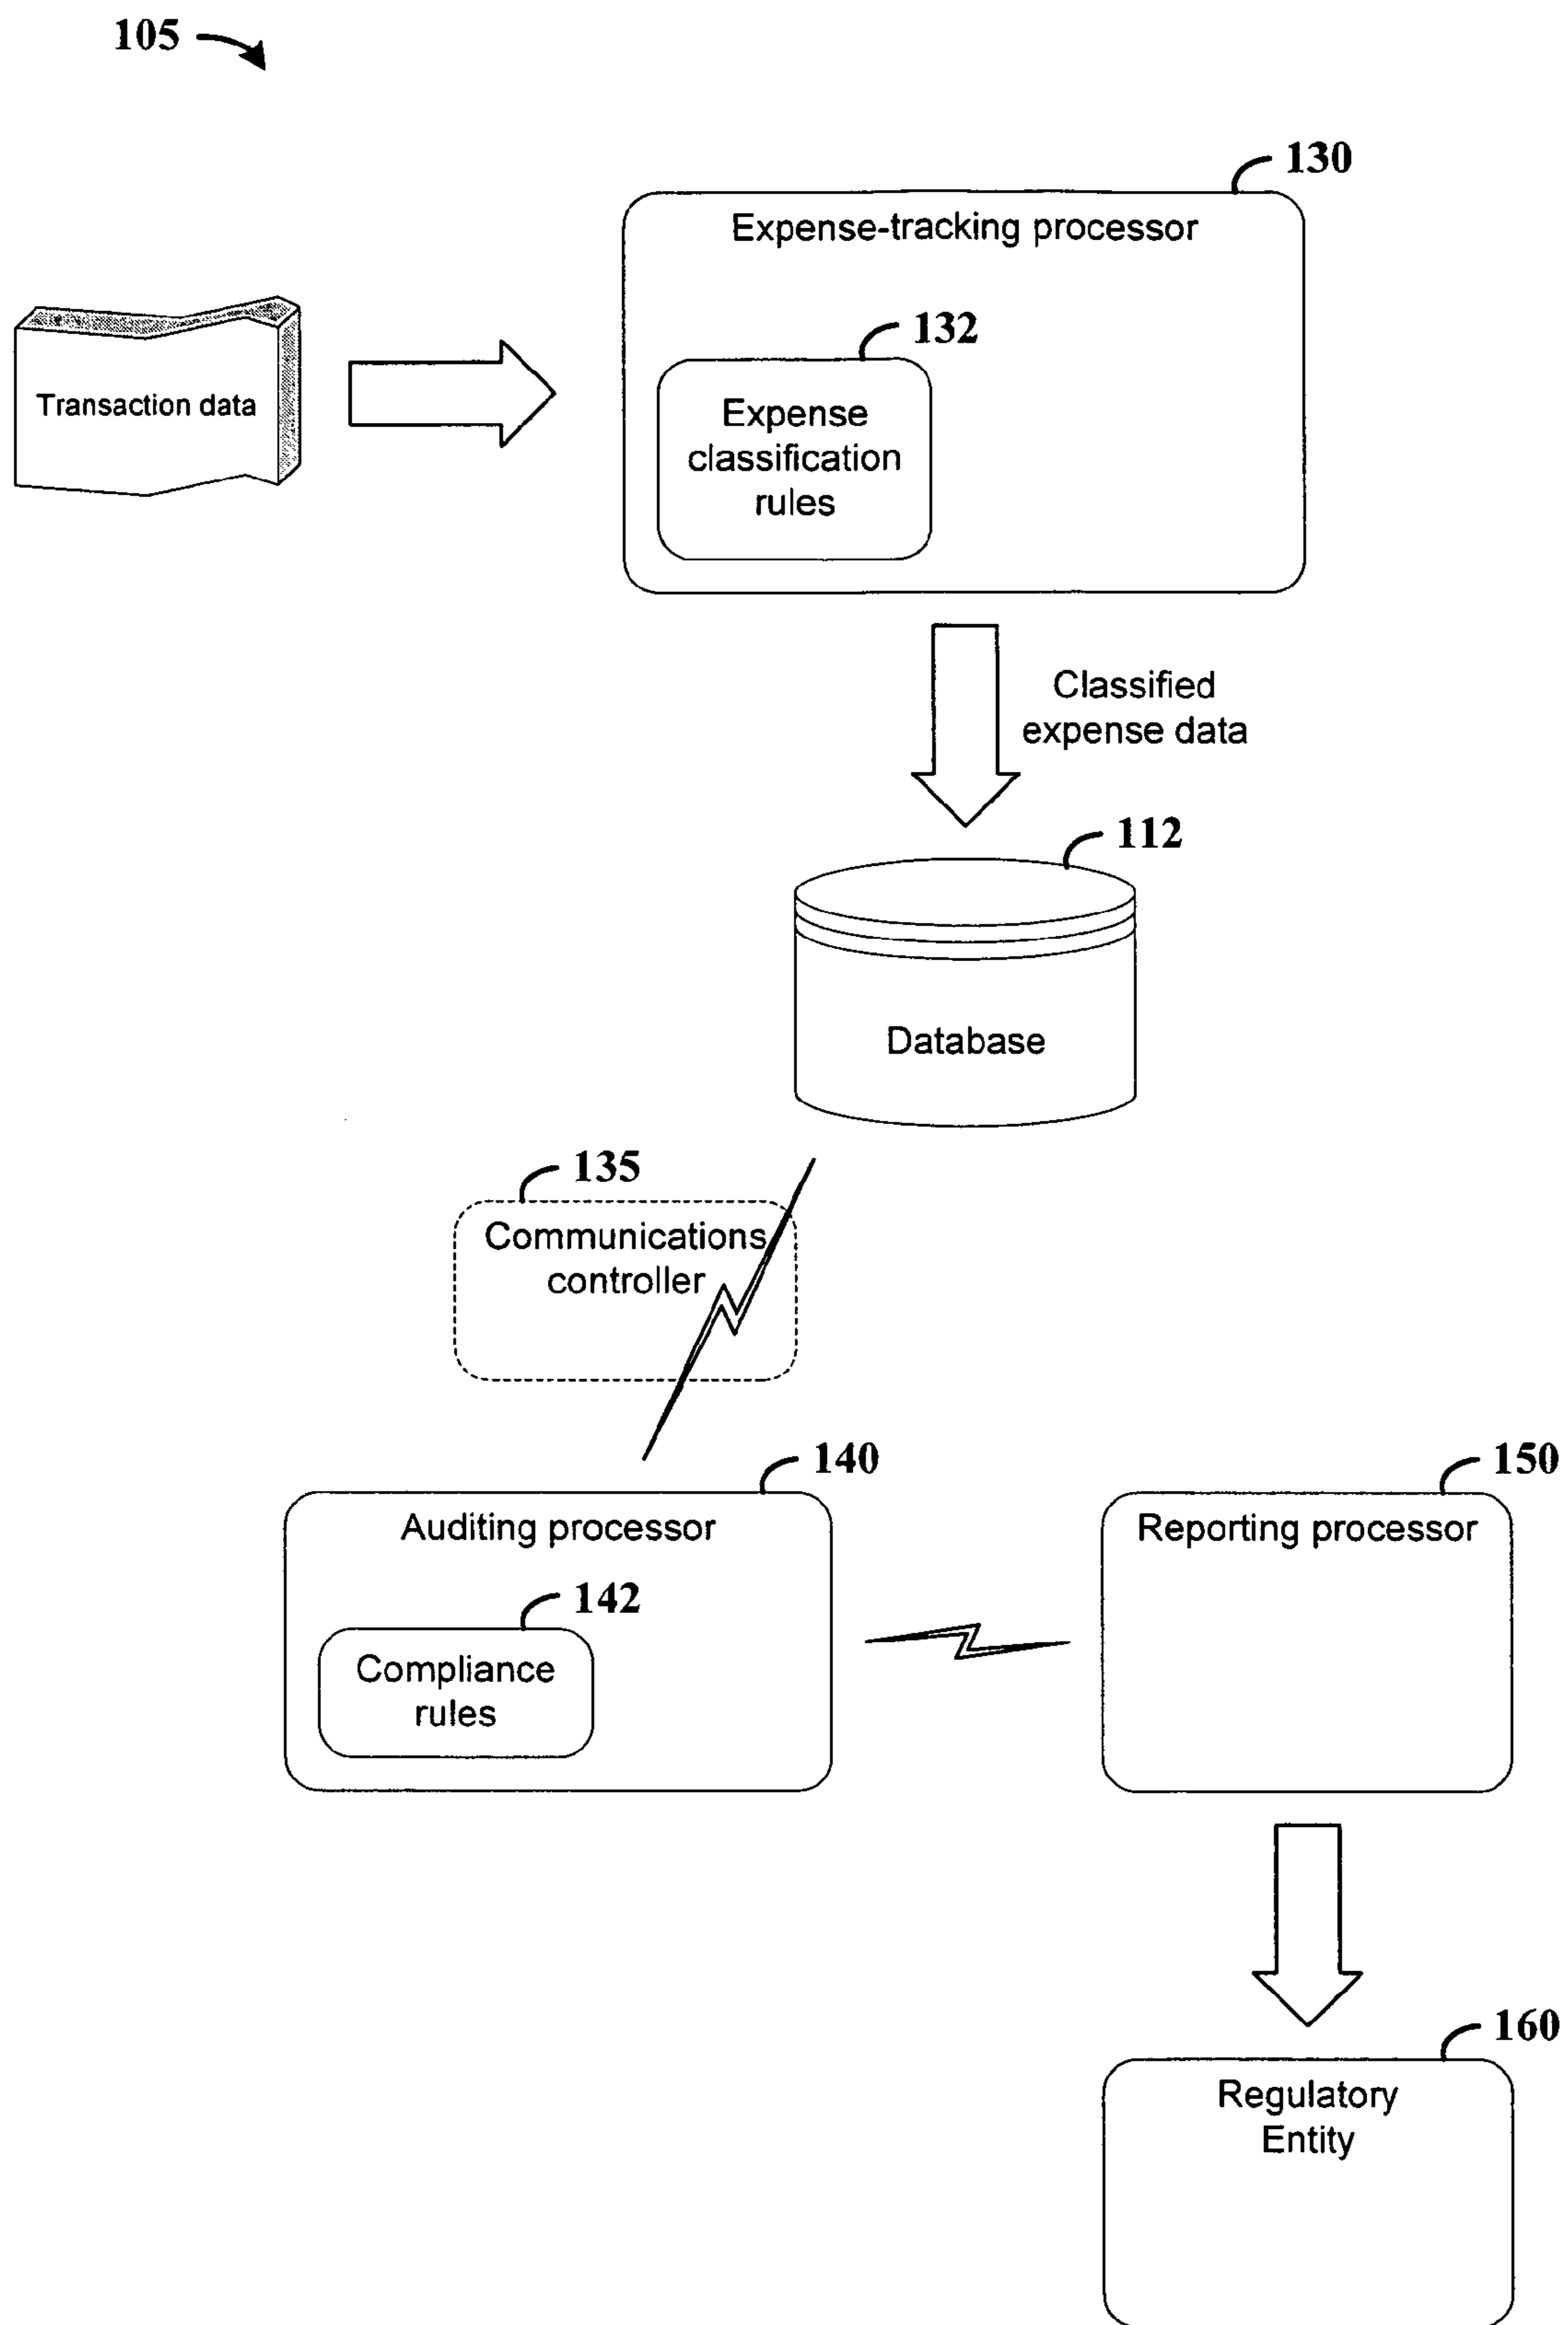 105
130
Expense-tracking processor
132
Transaction data
Expense
classification
rules
Classified
expense data
112
Database
135
Communications
controller
140
150
Auditing processor
Reporting processor
142
Compliance
rules
160
Regulatory
Entity